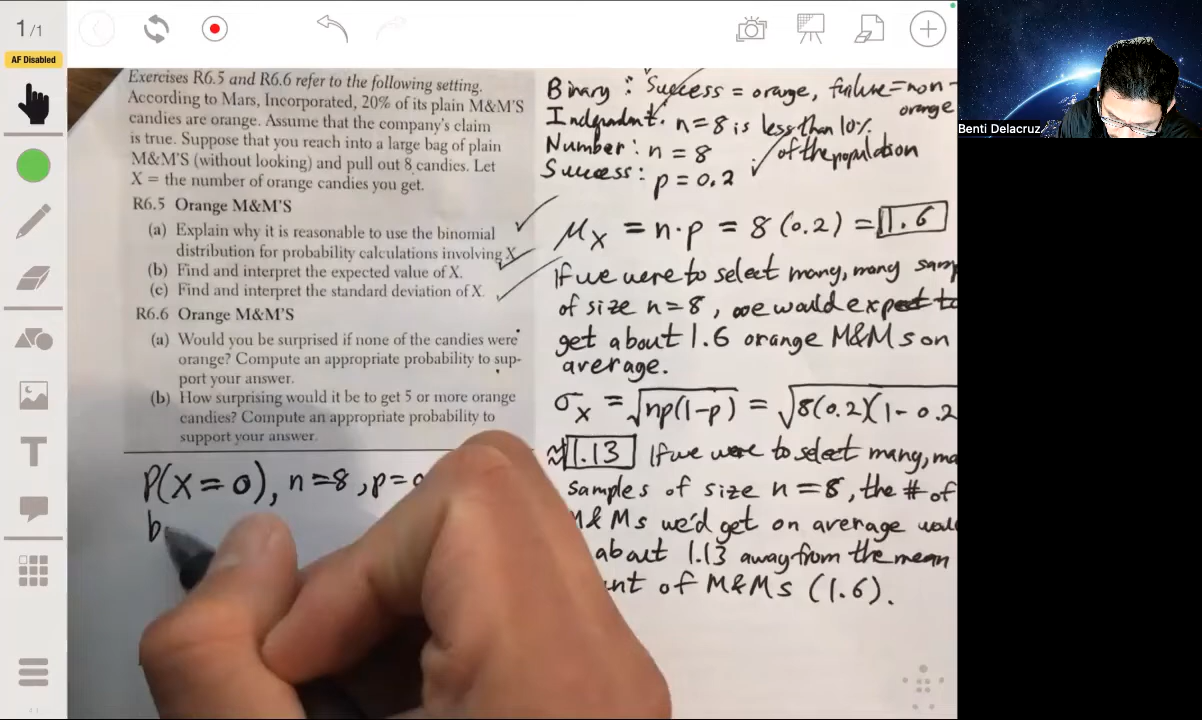 1/1
AF Disabled
Exercises R6.5 and R6.6 refer to the following setting.
According to Mars, Incorporated, 20% of its plain M&M'S
candies are orange. Assume that the company's claim
is true. Suppose that you reach into a large bag of plain
M&M'S (without looking) and pull out 8 candies. Let
X = the number of orange candies you get.
R6.5 Orange M&M'S
(a) Explain why it is reasonable to use the binomial
distribution for probability calculations involving X.
(b) Find and interpret the expected value of X.
(c) Find and interpret the standard deviation of X.
R6.6 Orange M&M'S
(a) Would you be surprised if none of the candies were
orange? Compute an appropriate probability to sup-
port your answer.
(b) How surprising would it be to get 5 or more orange
candies? Compute an appropriate probability to
support your answer.
P(X=0), n=8, p=
b
Binary: Success = orange, failure=non-
orange
Independent: n=8 is less than 10%
of the population
Number: n=8
Success: p=0.2
μx = n·p = 8(0.2) = 1.6
If we were to select many, many sam
of size n=8, we would expect to
get about 1.6 orange M&Ms on
average.
σx = √np(1-p) = √8(0.2)(1-0.2
≈ 1.13 If we were to select many, ma
samples of size n=8, the # of
M&Ms we'd get on average
about 1.13 away from the mean
of M&Ms (1.6).
T
Benti Delacruz